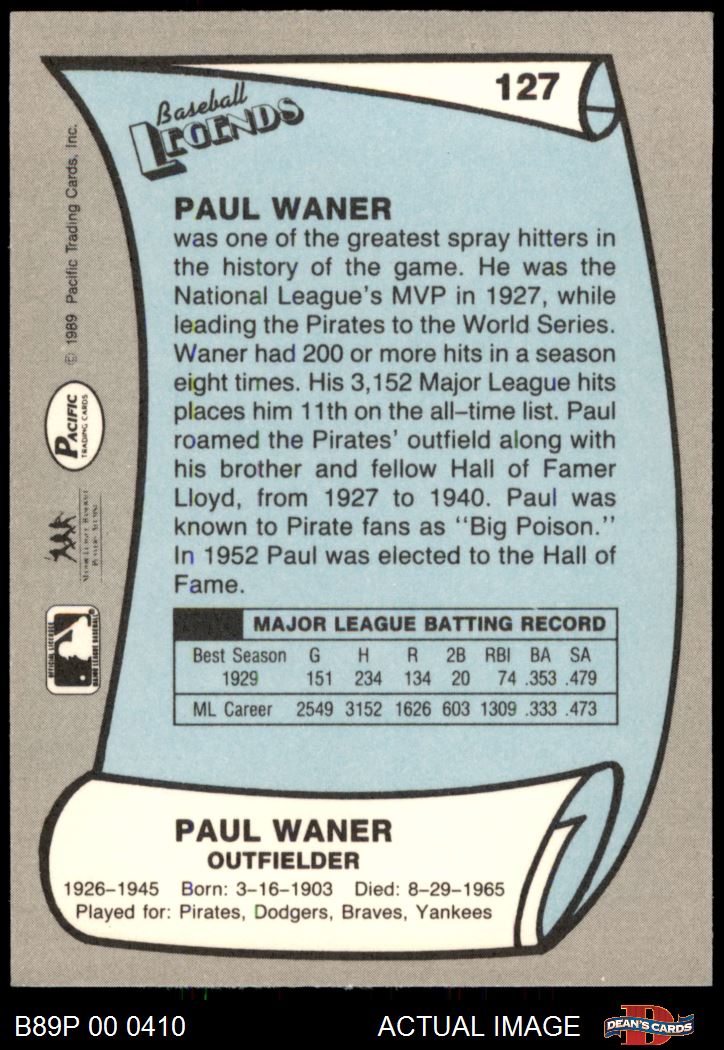 127
Baseball
LEGENDS
PAUL WANER
was one of the greatest spray hitters in
the history of the game. He was the
National League's MVP in 1927, while
leading the Pirates to the World Series.
Waner had 200 or more hits in a season
eight times. His 3,152 Major League hits
places him 11th on the all-time list. Paul
roamed the Pirates' outfield along with
his brother and fellow Hall of Famer
Lloyd, from 1927 to 1940. Paul was
known to Pirate fans as "Big Poison."
In 1952 Paul was elected to the Hall of
Fame.
MAJOR LEAGUE BATTING RECORD
Best Season G H R 2B RBI BA SA
1929 151 234 134 20 74 .353 .479
ML Career 2549 3152 1626 603 1309 .333 .473
PAUL WANER
OUTFIELDER
1926-1945 Born: 3-16-1903 Died: 8-29-1965
Played for: Pirates, Dodgers, Braves, Yankees
© 1989 Pacific Trading Cards, Inc.
PACIFIC
TRADING CARDS
OFFICIAL LICENSEE
MAJOR LEAGUE BASEBALL
B89P 00 0410
ACTUAL IMAGE
D
DEAN'S CARDS